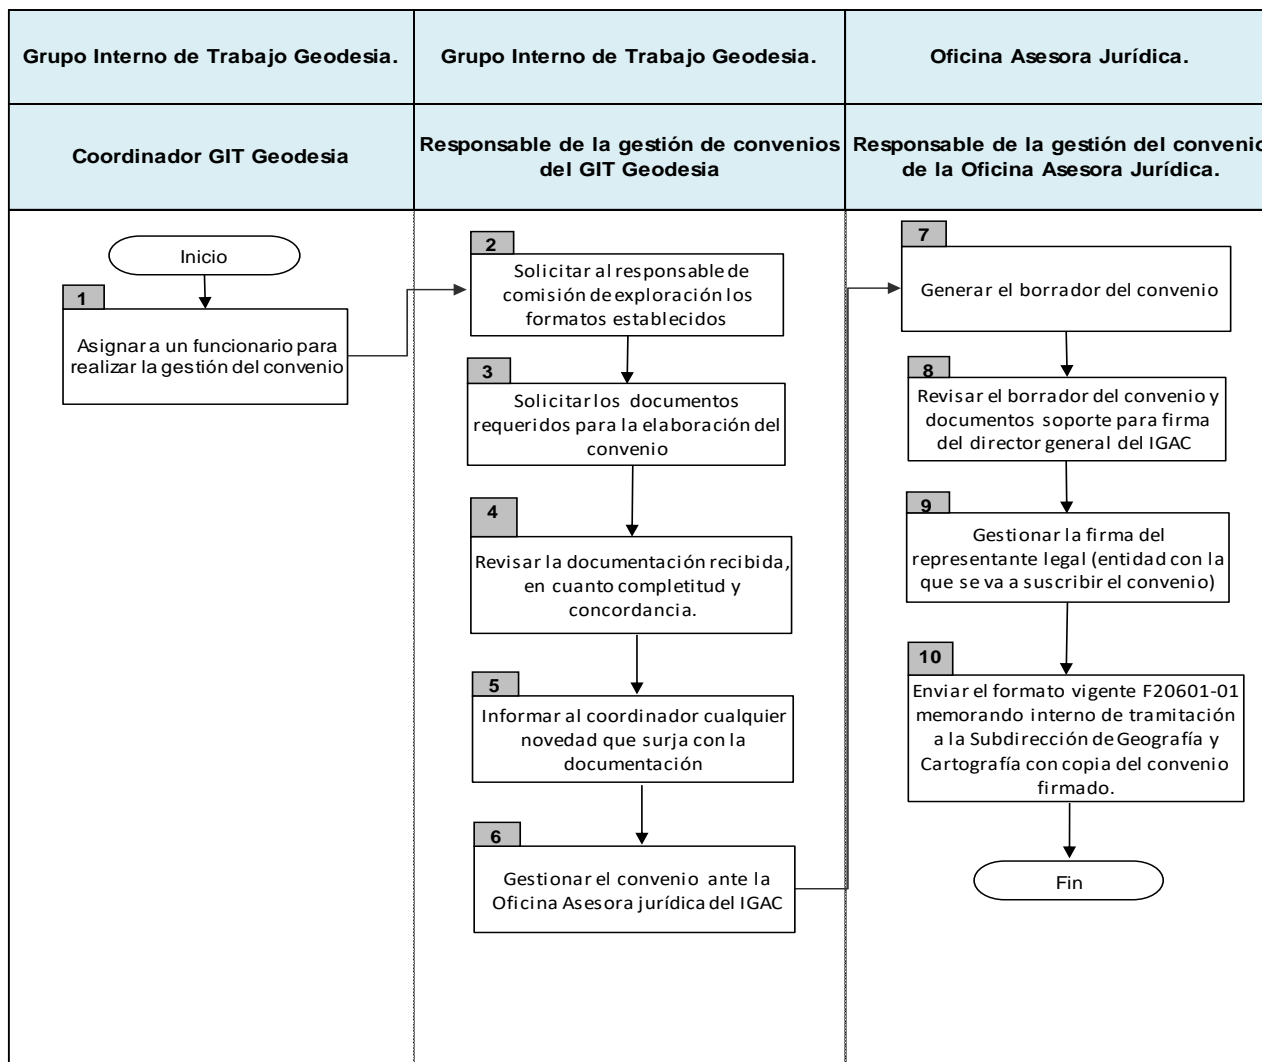 Grupo Interno de Trabajo Geodesia.
Grupo Interno de Trabajo Geodesia.
Oficina Asesora Jurídica.
Coordinador GIT Geodesia
Responsable de la gestión de convenios
del GIT Geodesia
Responsable de la gestión del convenio
de la Oficina Asesora Jurídica.
Inicio
1
Asignar a un funcionario para
realizar la gestión del convenio
2
Solicitar al responsable de
comisión de exploración los
formatos establecidos
3
Solicitar los documentos
requeridos para la elaboración del
convenio
4
Revisar la documentación recibida,
en cuanto completitud y
concordancia.
5
Informar al coordinador cualquier
novedad que surja con la
documentación
6
Gestionar el convenio ante la
Oficina Asesora jurídica del IGAC
7
Generar el borrador del convenio
8
Revisar el borrador del convenio y
documentos soporte para firma
del director general del IGAC
9
Gestionar la firma del
representante legal (entidad con la
que se va a suscribir el convenio)
10
Enviar el formato vigente F20601-01
memorando interno de tramitación
a la Subdirección de Geografía y
Cartografía con copia del convenio
firmado.
Fin